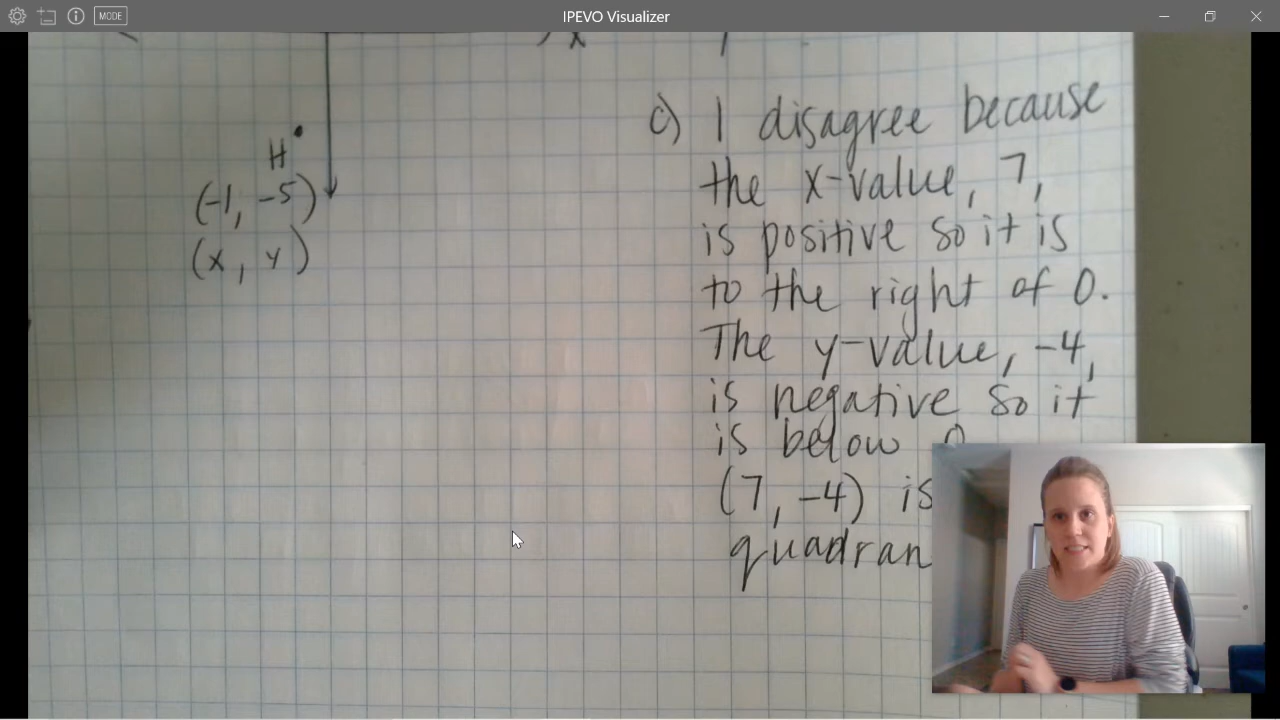 MODE
IPEVO Visualizer
x
H
(-1, -5)
(x, y)
c) I disagree because
the x-value, 7,
is positive so it is
to the right of 0.
The y-value, -4,
is negative so it
is below
(7, -4) is